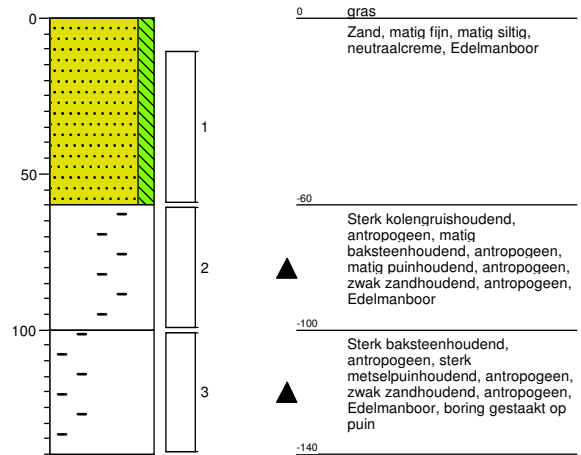 0
50
100
1
2
3
0
gras
Zand, matig fijn, matig siltig,
neutraalcreme, Edelmanboor
-60
Sterk kolengruishoudend,
antropogeen, matig
baksteenhoudend, antropogeen,
matig puinhoudend, antropogeen,
zwak zandhoudend, antropogeen,
Edelmanboor
-100
Sterk baksteenhoudend,
antropogeen, sterk
metselpuinhoudend, antropogeen,
zwak zandhoudend, antropogeen,
Edelmanboor, boring gestaakt op
puin
-140